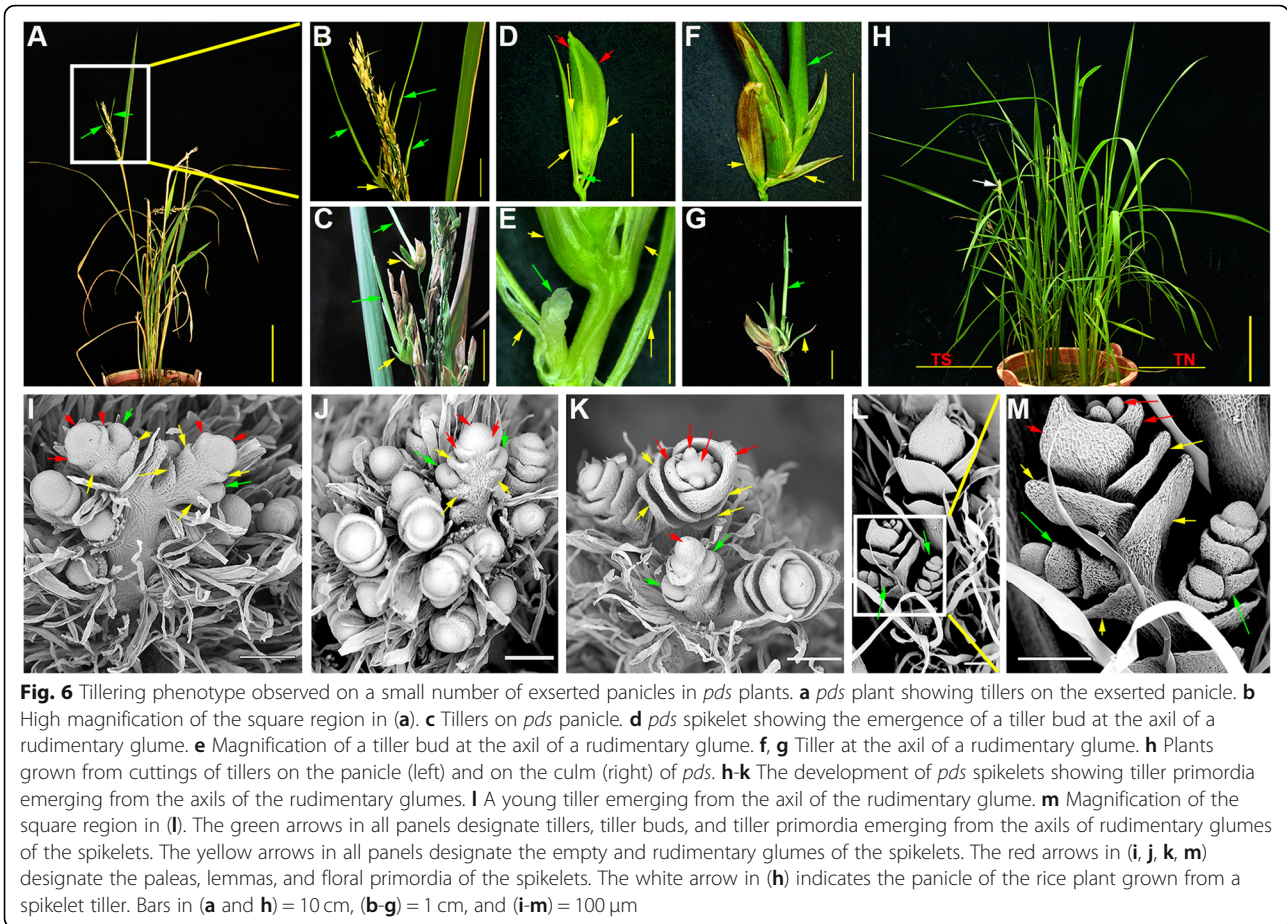 A
B
D
F
H
C
E
G
TS
TN
I
J
K
L
M
Fig. 6 Tillering phenotype observed on a small number of exserted panicles in pds plants. a pds plant showing tillers on the exserted panicle. b
High magnification of the square region in (a). c Tillers on pds panicle. d pds spikelet showing the emergence of a tiller bud at the axil of a
rudimentary glume. e Magnification of a tiller bud at the axil of a rudimentary glume. f, g Tiller at the axil of a rudimentary glume. h Plants
grown from cuttings of tillers on the panicle (left) and on the culm (right) of pds. h-k The development of pds spikelets showing tiller primordia
emerging from the axils of the rudimentary glumes. l A young tiller emerging from the axil of the rudimentary glume. m Magnification of the
square region in (l). The green arrows in all panels designate tillers, tiller buds, and tiller primordia emerging from the axils of rudimentary glumes
of the spikelets. The yellow arrows in all panels designate the empty and rudimentary glumes of the spikelets. The red arrows in (i, j, k, m)
designate the paleas, lemmas, and floral primordia of the spikelets. The white arrow in (h) indicates the panicle of the rice plant grown from a
spikelet tiller. Bars in (a and h) = 10 cm, (b-g) = 1 cm, and (i-m) = 100 μm